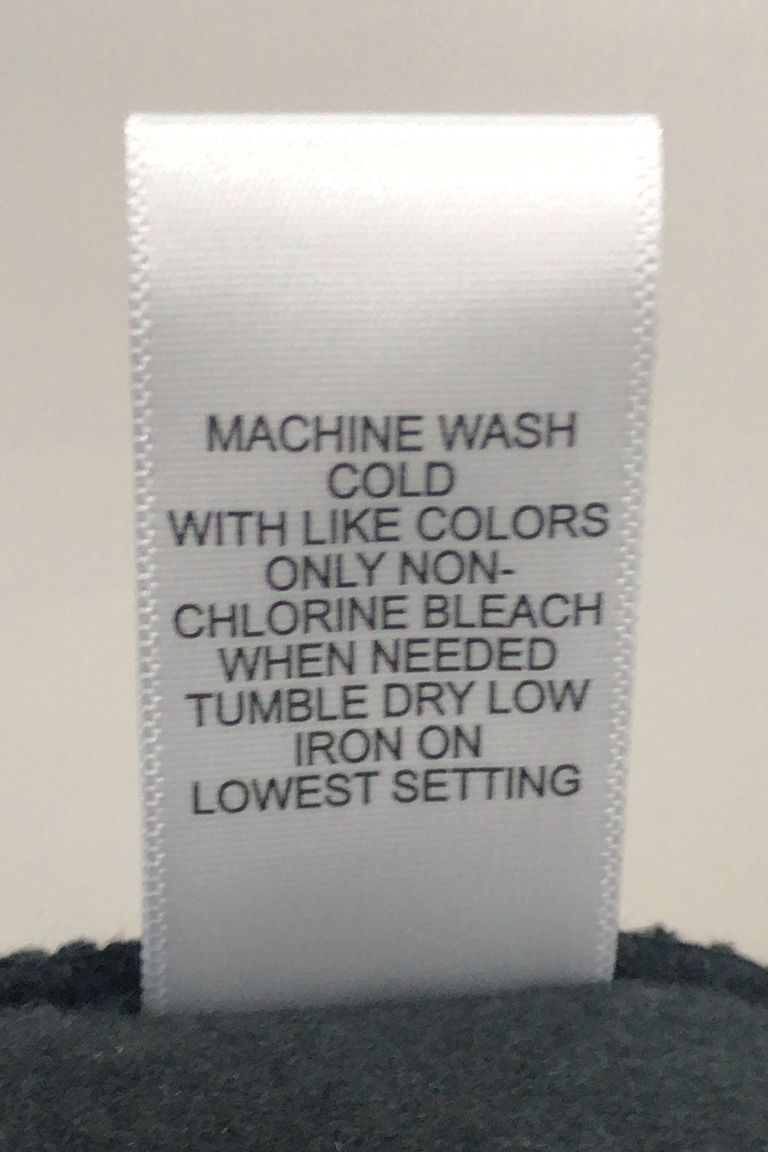 MACHINE WASH
COLD
WITH LIKE COLORS
ONLY NON-
CHLORINE BLEACH
WHEN NEEDED
TUMBLE DRY LOW
IRON ON
LOWEST SETTING